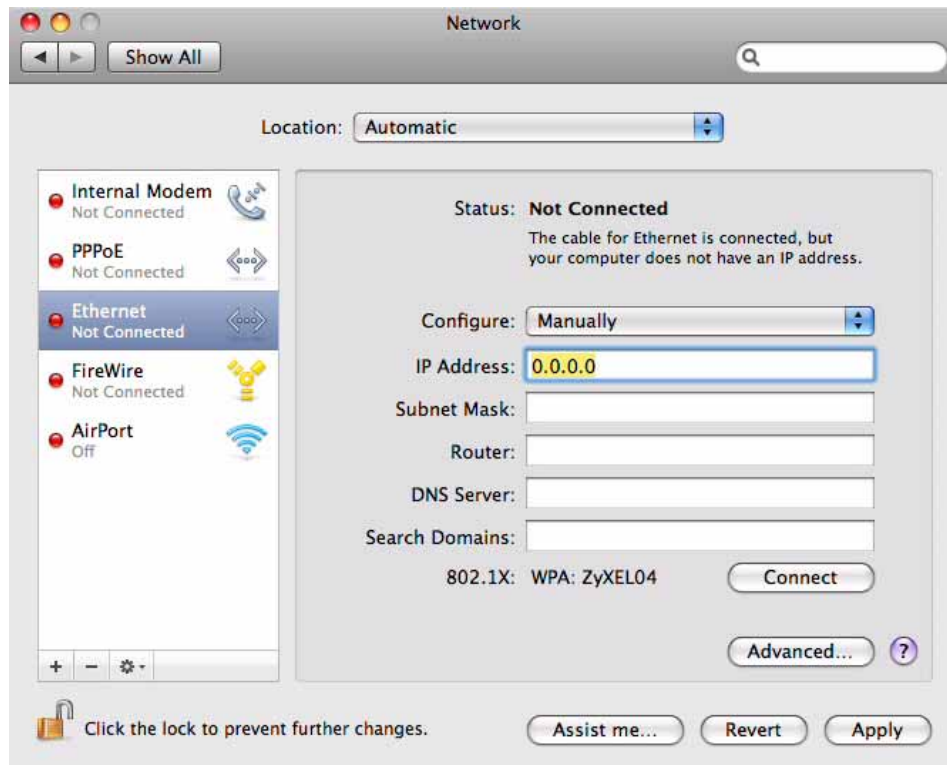 Network
Show All
Location: Automatic
Internal Modem
Not Connected
PPPoE
Not Connected
Ethernet
Not Connected
FireWire
Not Connected
AirPort
Off
Status: Not Connected
The cable for Ethernet is connected, but
your computer does not have an IP address.
Configure: Manually
IP Address: 0.0.0.0
Subnet Mask:
Router:
DNS Server:
Search Domains:
802.1X: WPA: ZyXEL04 Connect
Advanced... ?
Click the lock to prevent further changes.
Assist me... Revert Apply